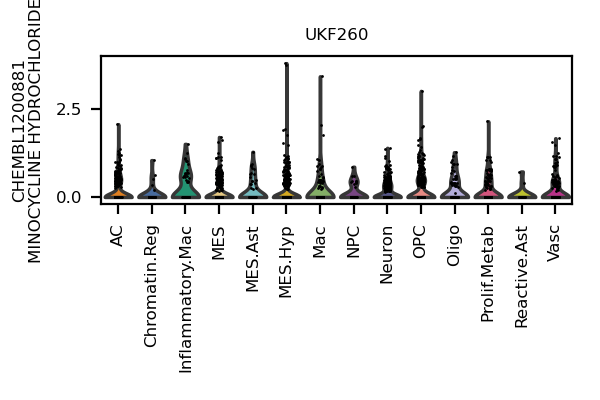 UKF260
CHEMBL1200881
MINOCYCLINE HYDROCHLORIDE
2.5
0.0
AC
Chromatin.Reg
Inflammatory.Mac
MES
MES.Ast
MES.Hyp
Mac
NPC
Neuron
OPC
Oligo
Prolif.Metab
Reactive.Ast
Vasc